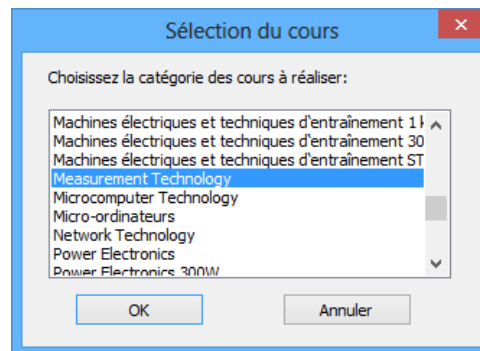 Sélection du cours
Choisissez la catégorie des cours à réaliser:
Machines électriques et techniques d'entraînement 1
Machines électriques et techniques d'entraînement 30
Machines électriques et techniques d'entraînement ST
Measurement Technology
Microcomputer Technology
Micro-ordinateurs
Network Technology
Power Electronics
Power Electronics 300W
OK
Annuler